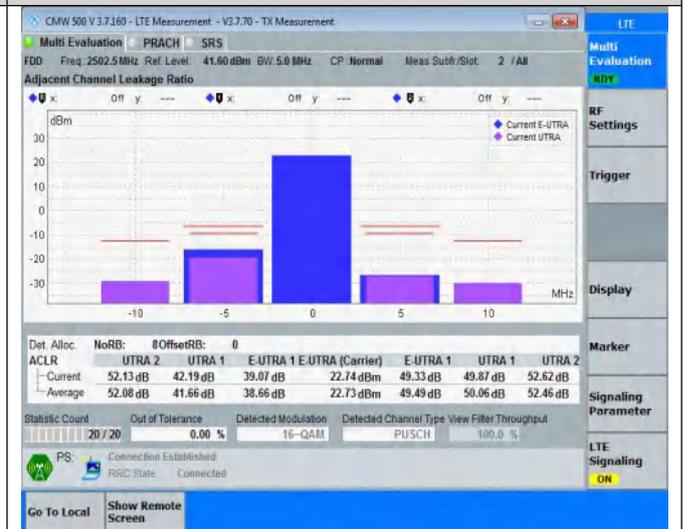 CMW 500 V 3.7.160 - LTE Measurement - V3.7.70 - TX Measurement
LTE
Multi Evaluation PRACH SRS
Multi Evaluation
RDY
FDD Freq.:2502.5 MHz Ref. Level: 41.60 dBm BW: 5.0 MHz CP :Normal Meas Subfr./Slot: 2 / All
Adjacent Channel Leakage Ratio
x: Off y: --- x: Off y: --- x: Off y: ---
dBm
Current E-UTRA
Current UTRA
RF Settings
30
20
10
0
-10
-20
-30
MHz
-10 -5 0 5 10
Trigger
Display
Marker
Det. Alloc. NoRB: 8 OffsetRB: 0
ACLR UTRA 2 UTRA 1 E-UTRA 1 E-UTRA (Carrier) E-UTRA 1 UTRA 1 UTRA 2
Current 52.13 dB 42.19 dB 39.07 dB 22.74 dBm 49.33 dB 49.87 dB 52.62 dB
Average 52.08 dB 41.66 dB 38.66 dB 22.73 dBm 49.49 dB 50.06 dB 52.46 dB
Signaling Parameter
Statistic Count Out of Tolerance Detected Modulation Detected Channel Type View Filter Throughput
20 / 20 0.00 % 16-QAM PUSCH 100.0 %
PS: Connection Established
RRC State Connected
LTE Signaling
ON
Go To Local Show Remote Screen